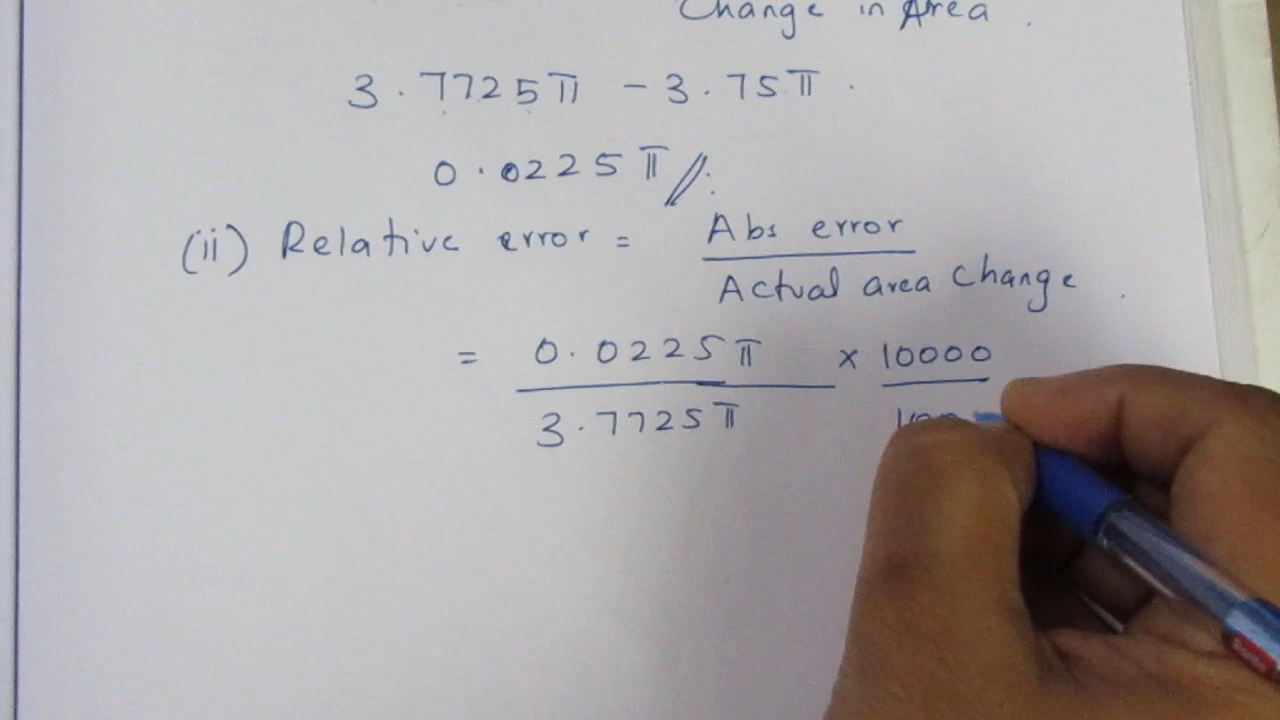 Change in Area.
3.7725π - 3.75π.
0.0225π //.
(ii) Relative error = Abs error
Actual area change.
= 0.0225π × 10000
3.7725π